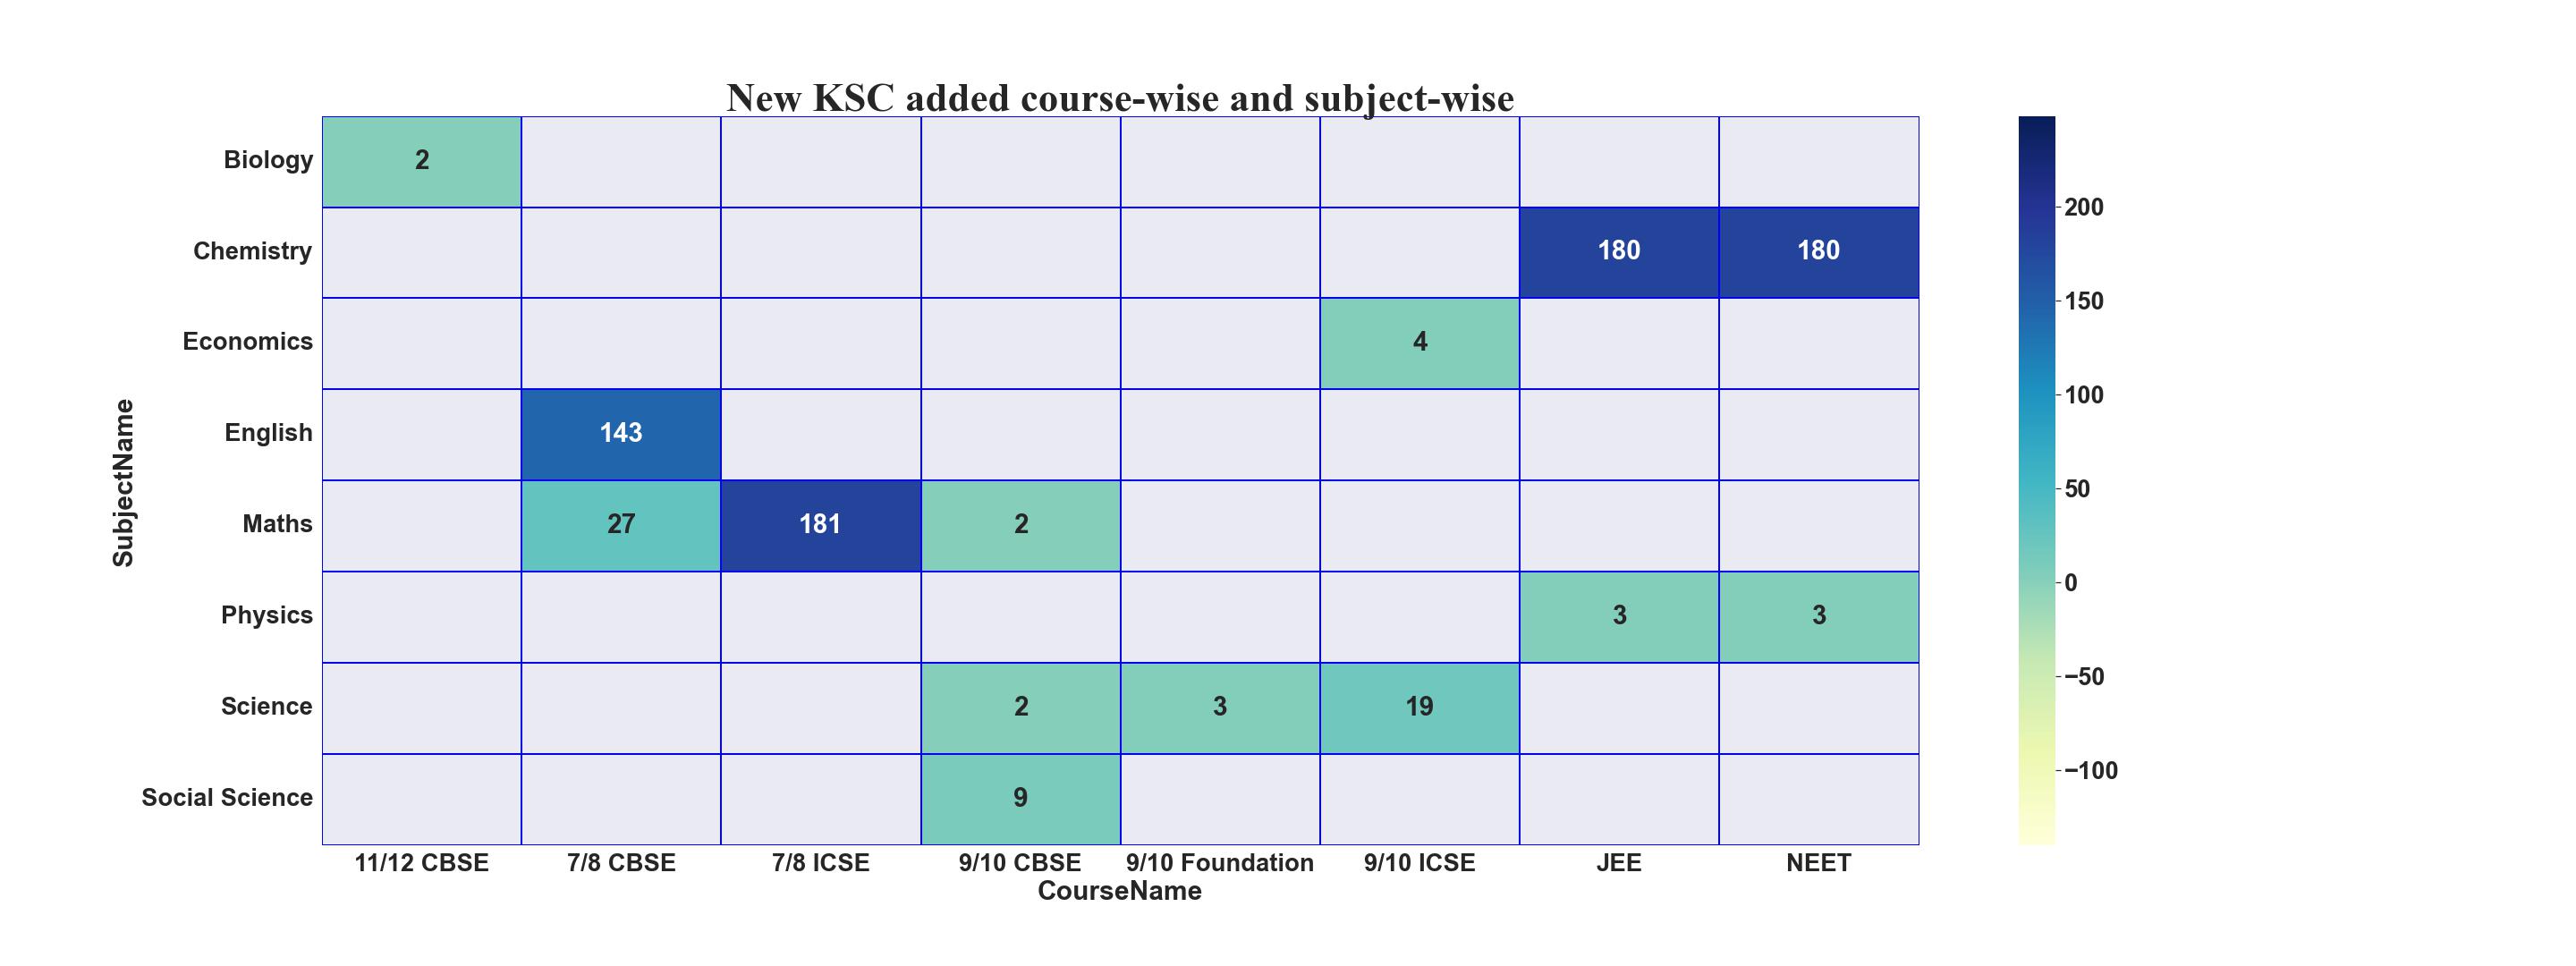 New KSC added course-wise and subject-wise
SubjectName
Biology 2
Chemistry 180 180
Economics 4
English 143
Maths 27 181 2
Physics 3 3
Science 2 3 19
Social Science 9
11/12 CBSE 7/8 CBSE 7/8 ICSE 9/10 CBSE 9/10 Foundation 9/10 ICSE JEE NEET
CourseName
200
150
100
50
0
−50
−100